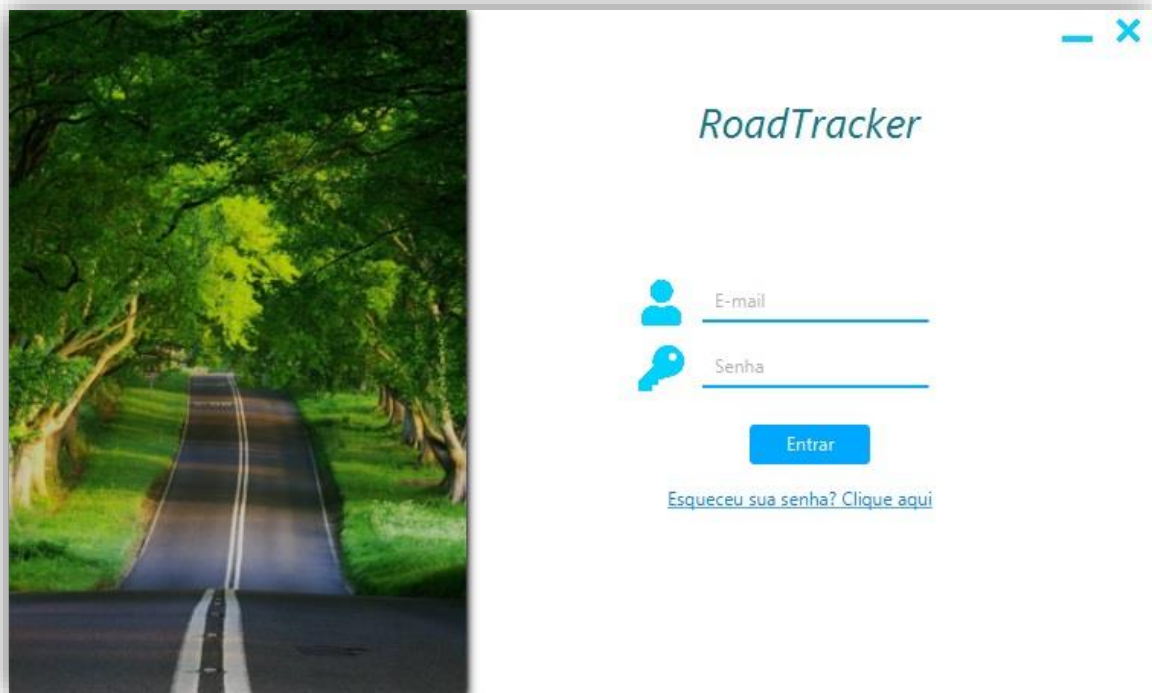 RoadTracker
E-mail
Senha
Entrar
Esqueceu sua senha? Clique aqui